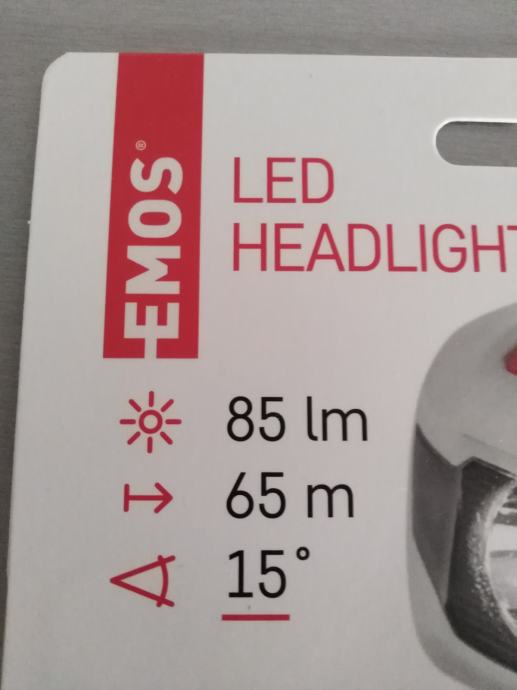 EMOS®
LED
HEADLIGHT
85 lm
65 m
15°